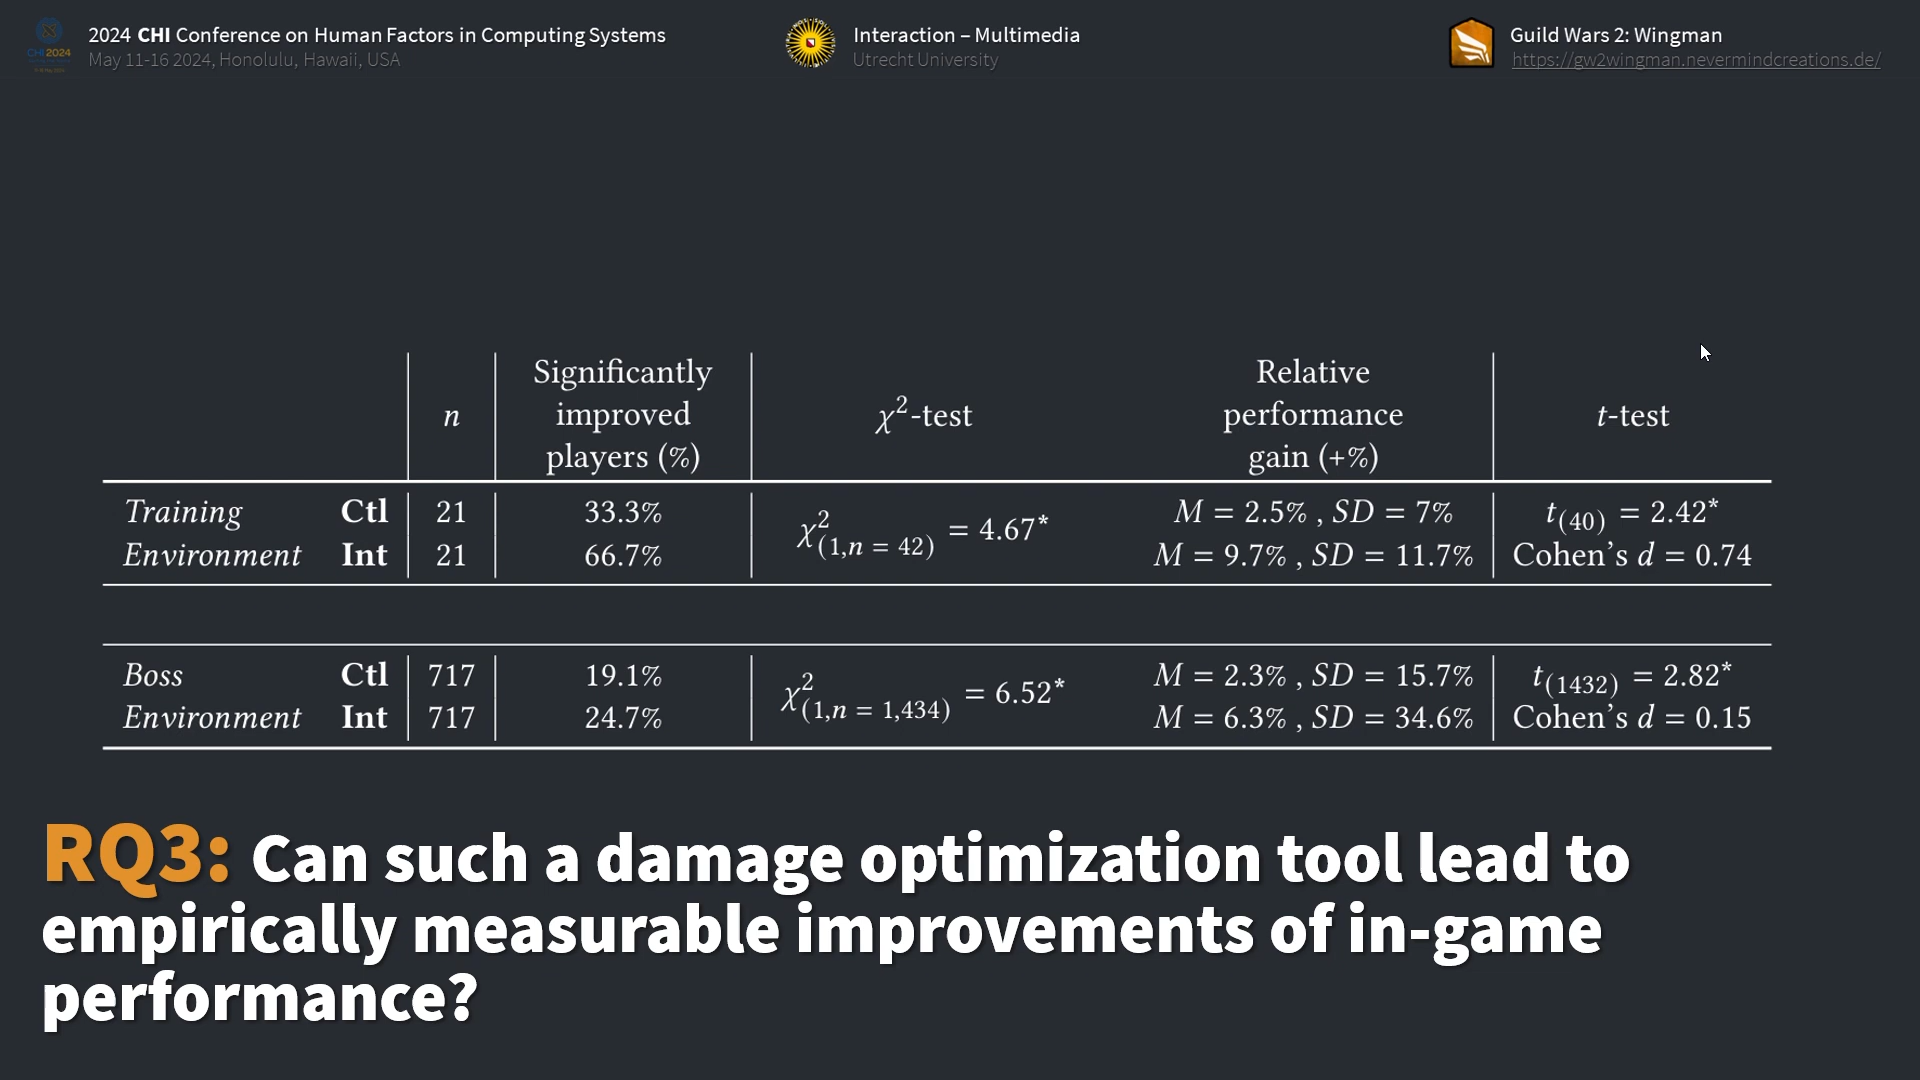 2024 CHI Conference on Human Factors in Computing Systems
May 11-16 2024, Honolulu, Hawaii, USA
CHI 2024
Interaction – Multimedia
Utrecht University
Guild Wars 2: Wingman
https://gw2wingman.nevermindcreations.de/
n
Significantly improved players (%)
χ²-test
Relative performance gain (+%)
t-test
Training Environment
Ctl 21 33.3% M = 2.5% , SD = 7%
Int 21 66.7% M = 9.7% , SD = 11.7%
χ²(1,n = 42) = 4.67*
t(40) = 2.42*
Cohen's d = 0.74
Boss Environment
Ctl 717 19.1% M = 2.3% , SD = 15.7%
Int 717 24.7% M = 6.3% , SD = 34.6%
χ²(1,n = 1,434) = 6.52*
t(1432) = 2.82*
Cohen's d = 0.15
RQ3: Can such a damage optimization tool lead to
empirically measurable improvements of in-game
performance?